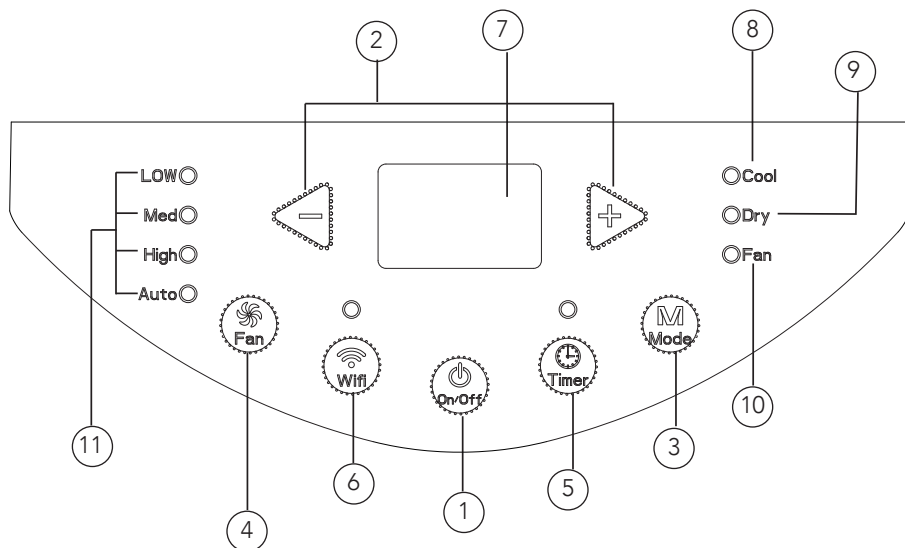 2
7
8
9
LOW
Med
High
Auto
−
+
Cool
Dry
Fan
Fan
Wifi
On/Off
Timer
M
Mode
11
4
6
1
5
3
10